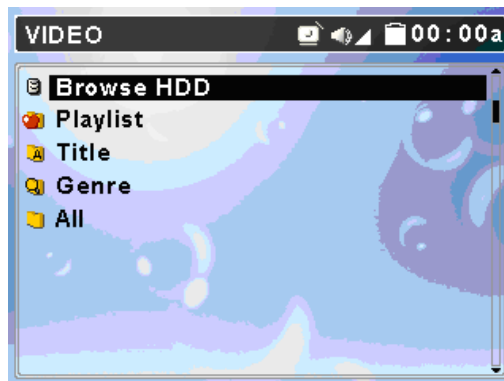 VIDEO 00:00a
Browse HDD
Playlist
Title
Genre
All